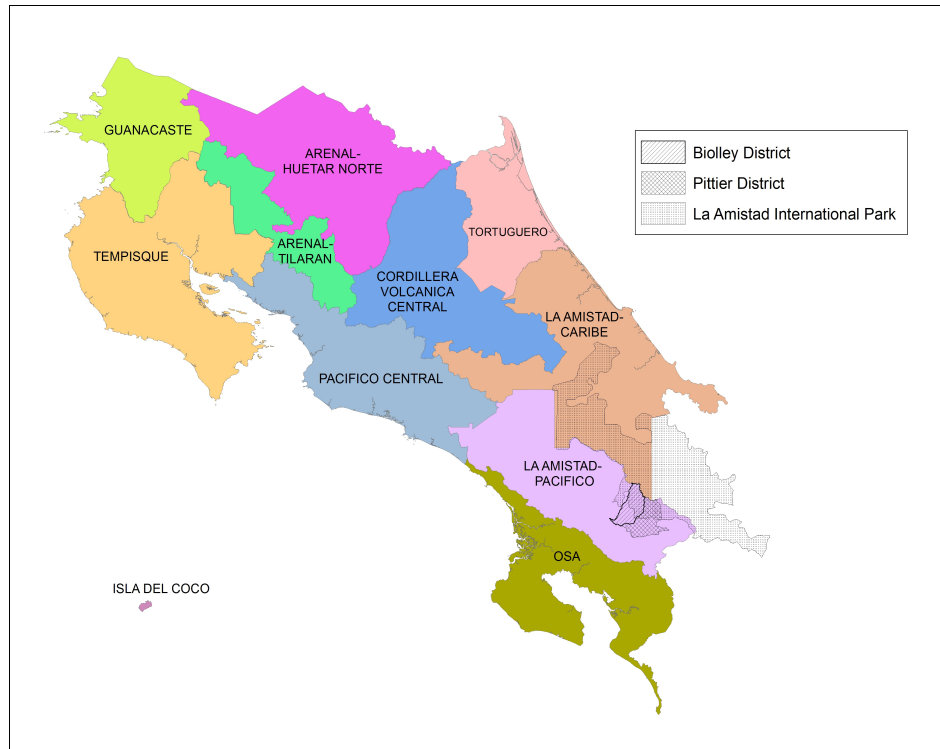 GUANACASTE
ARENAL-
HUETAR NORTE
Biolley District
Pittier District
La Amistad International Park
TORTUGUERO
TEMPISQUE
ARENAL-
TILARAN
CORDILLERA
VOLCANICA
CENTRAL
LA AMISTAD-
CARIBE
PACIFICO CENTRAL
LA AMISTAD-
PACIFICO
OSA
ISLA DEL COCO